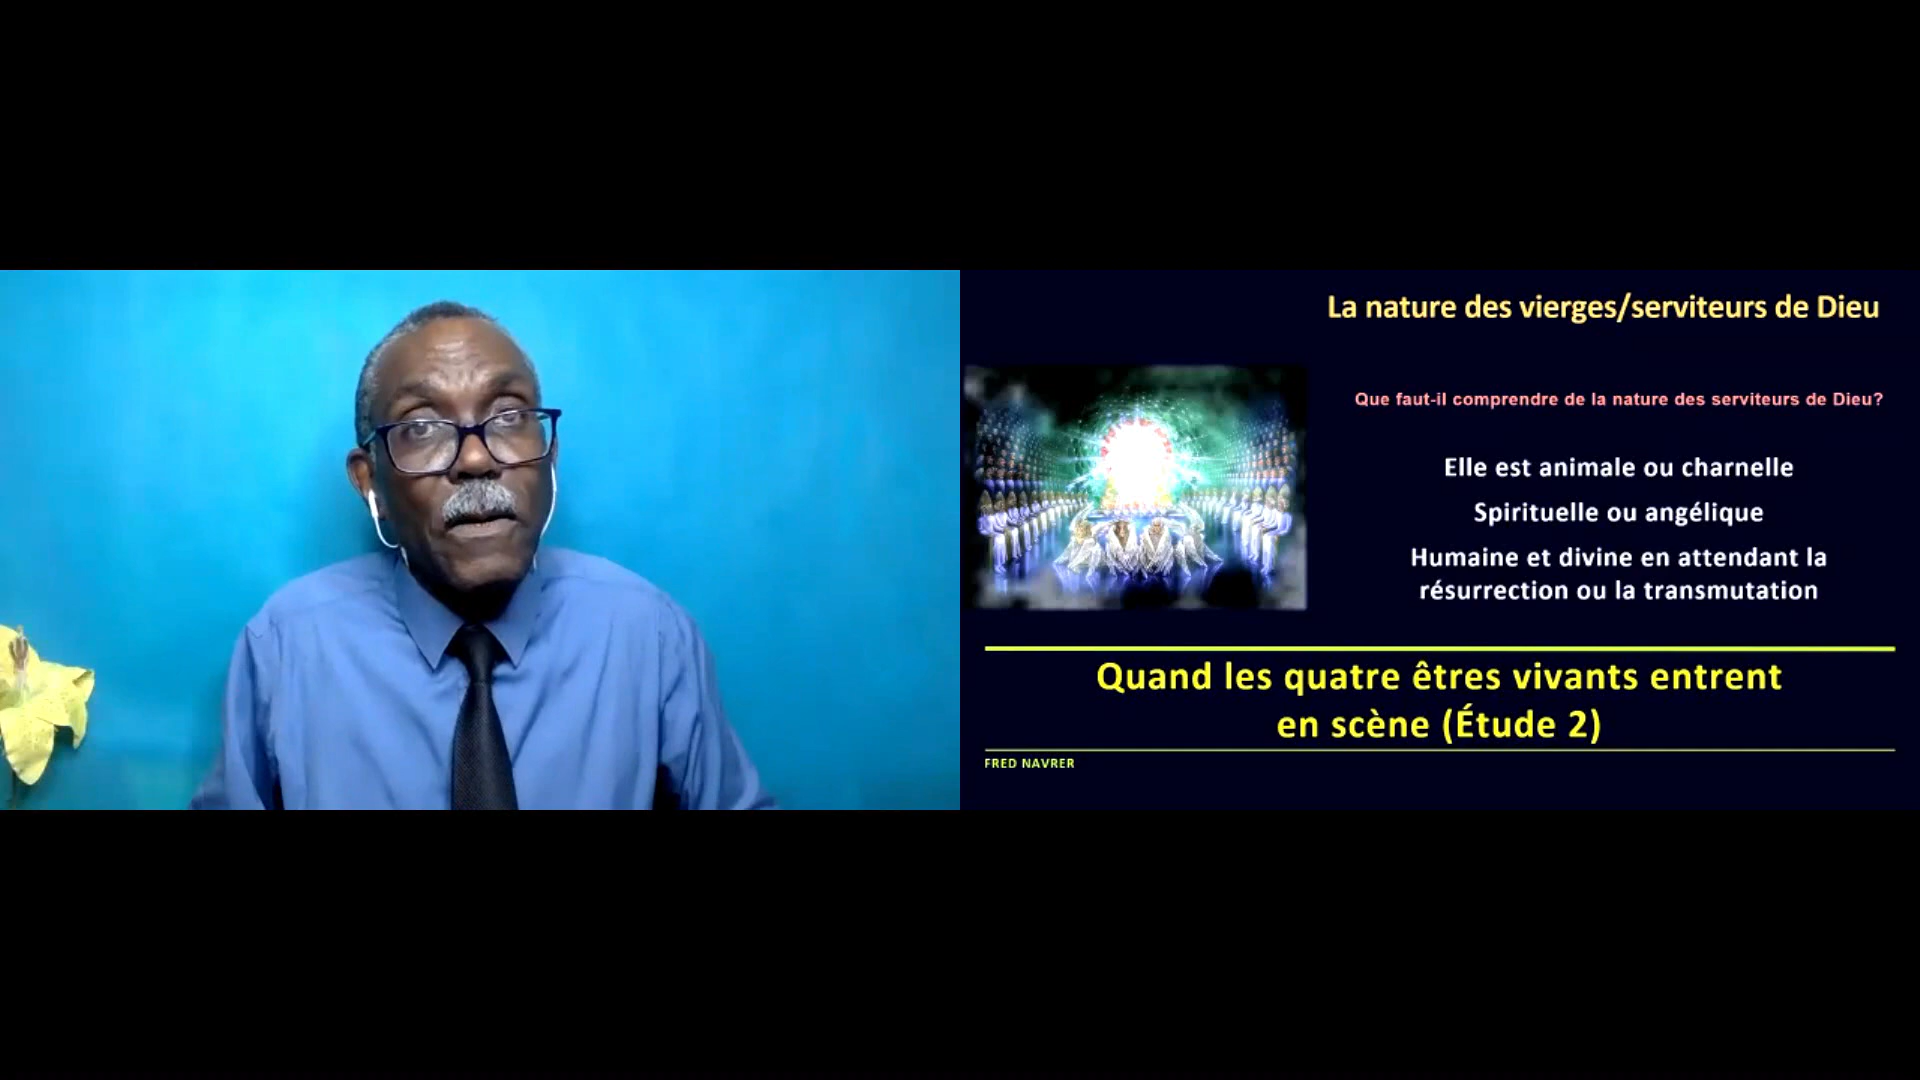 La nature des vierges/serviteurs de Dieu
Que faut-il comprendre de la nature des serviteurs de Dieu?
Elle est animale ou charnelle
Spirituelle ou angélique
Humaine et divine en attendant la
résurrection ou la transmutation
Quand les quatre êtres vivants entrent
en scène (Étude 2)
FRED NAVRER